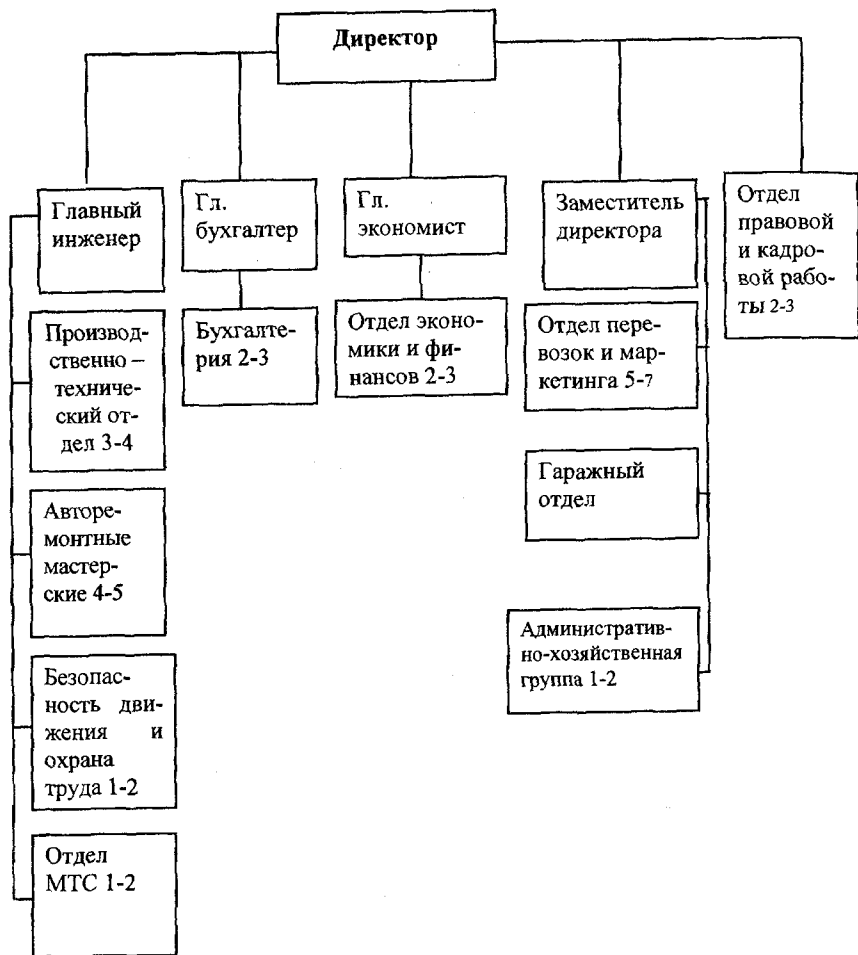 Директор
Главный
инженер
Гл.
бухгалтер
Гл.
экономист
Заместитель
директора
Отдел
правовой
и кадро-
вой рабо-
ты 2-3
Производ-
ственно –
техниче-
ский от-
дел 3-4
Бухгалте-
рия 2-3
Отдел эконо-
мики и фи-
нансов 2-3
Отдел пере-
возок и мар-
кетинга 5-7
Авторе-
монтные
мастер-
ские 4-5
Гаражный
отдел
Безопас-
ность дви-
жения и
охрана
труда 1-2
Административ-
но-хозяйственная
группа 1-2
Отдел
МТС 1-2